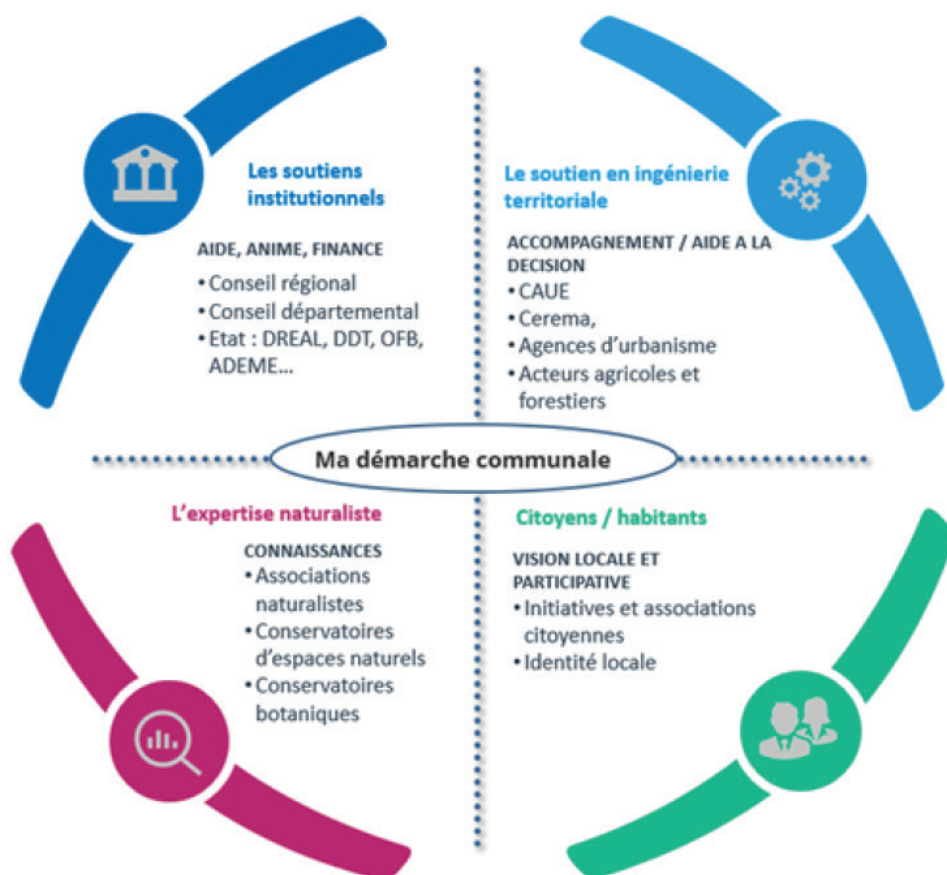 Les soutiens
institutionnels
AIDE, ANIME, FINANCE
• Conseil régional
• Conseil départemental
• Etat : DREAL, DDT, OFB,
ADEME...
Le soutien en ingénierie
territoriale
ACCOMPAGNEMENT / AIDE A LA
DECISION
• CAUE
• Cerema,
• Agences d'urbanisme
• Acteurs agricoles et
forestiers
Ma démarche communale
L'expertise naturaliste
CONNAISSANCES
• Associations
naturalistes
• Conservatoires
d'espaces naturels
• Conservatoires
botaniques
Citoyens / habitants
VISION LOCALE ET
PARTICIPATIVE
• Initiatives et associations
citoyennes
• Identité locale